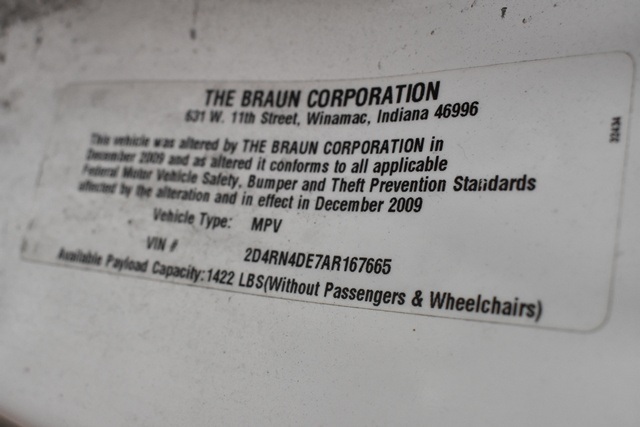 THE BRAUN CORPORATION
631 W. 11th Street, Winamac, Indiana 46996
This vehicle was altered by THE BRAUN CORPORATION in
December 2009 and as altered it conforms to all applicable
Federal Motor Vehicle Safety, Bumper and Theft Prevention Standards
affected by the alteration and in effect in December 2009
Vehicle Type: MPV
VIN # 2D4RN4DE7AR167665
Available Payload Capacity:1422 LBS(Without Passengers & Wheelchairs)